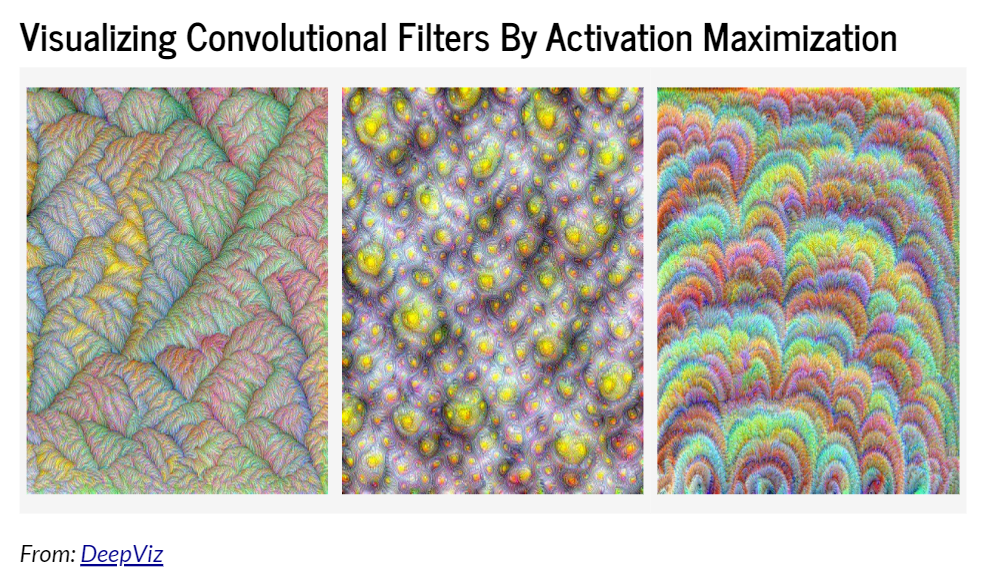 Visualizing Convolutional Filters By Activation Maximization
From: DeepViz